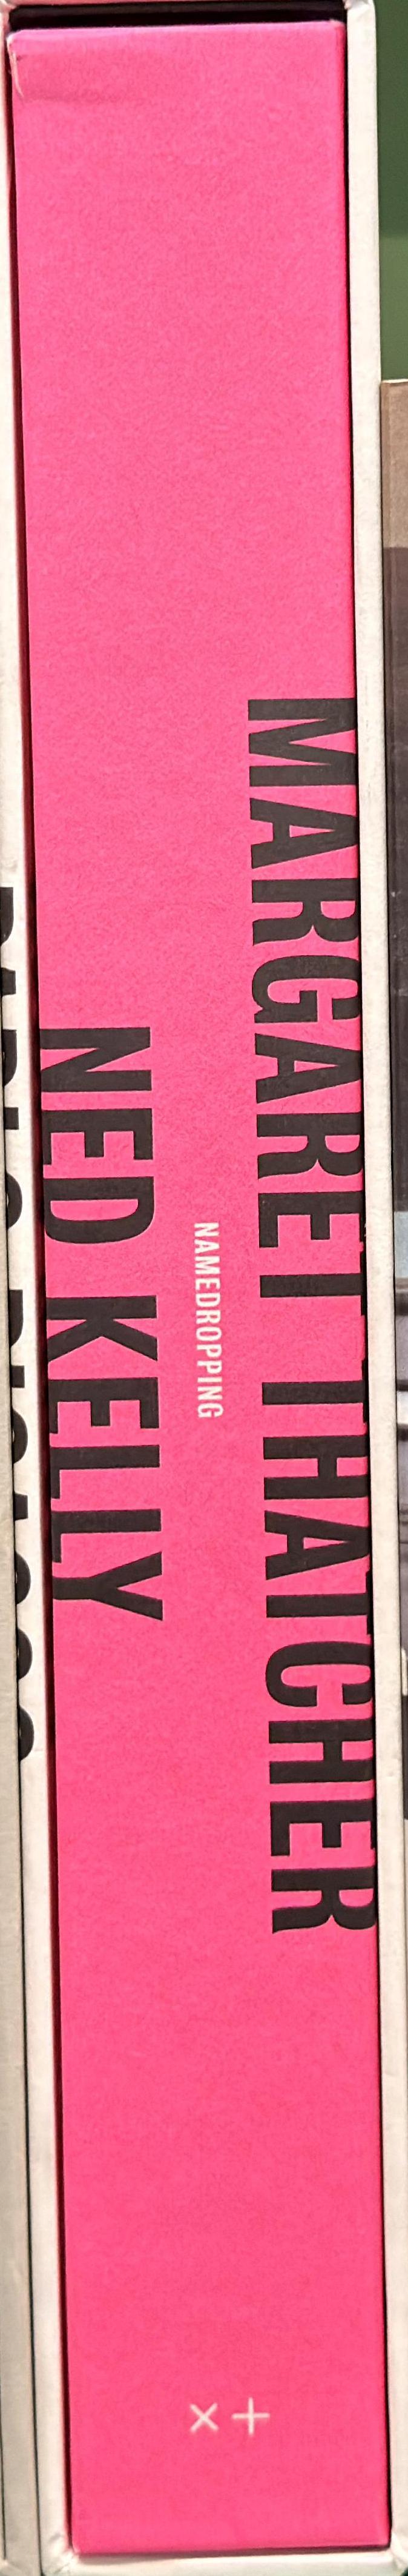 MARGARET THATCHER
NAMEDROPPING
NED KELLY
+
×